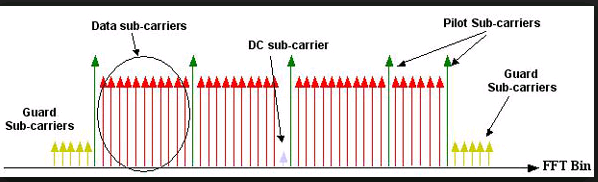 Data sub-carriers
Pilot Sub-carriers
DC sub-carrier
Guard
Sub-carriers
Guard
Sub-carriers
FFT Bin